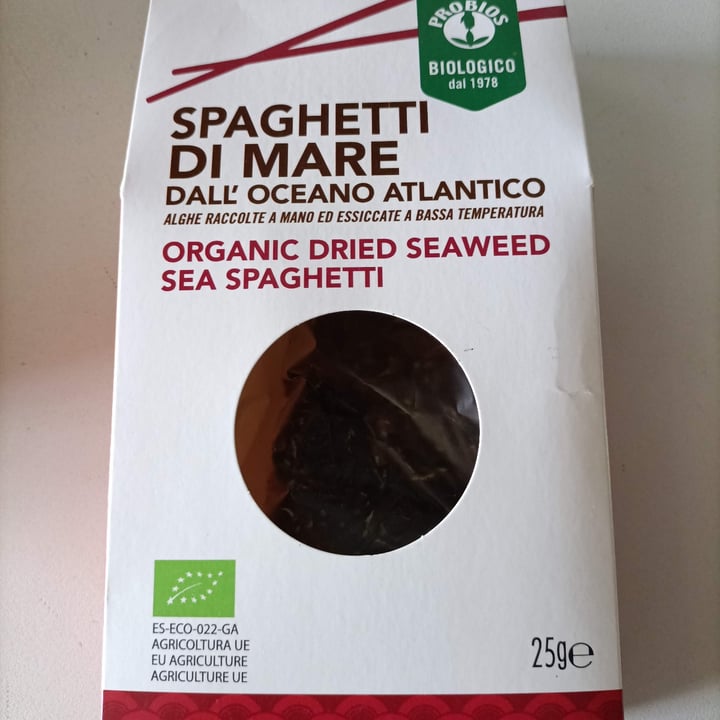 PROBIOS
BIOLOGICO
dal 1978
SPAGHETTI
DI MARE
DALL' OCEANO ATLANTICO
ALGHE RACCOLTE A MANO ED ESSICCATE A BASSA TEMPERATURA
ORGANIC DRIED SEAWEED
SEA SPAGHETTI
ES-ECO-022-GA
AGRICOLTURA UE
EU AGRICULTURE
AGRICULTURE UE
25g℮